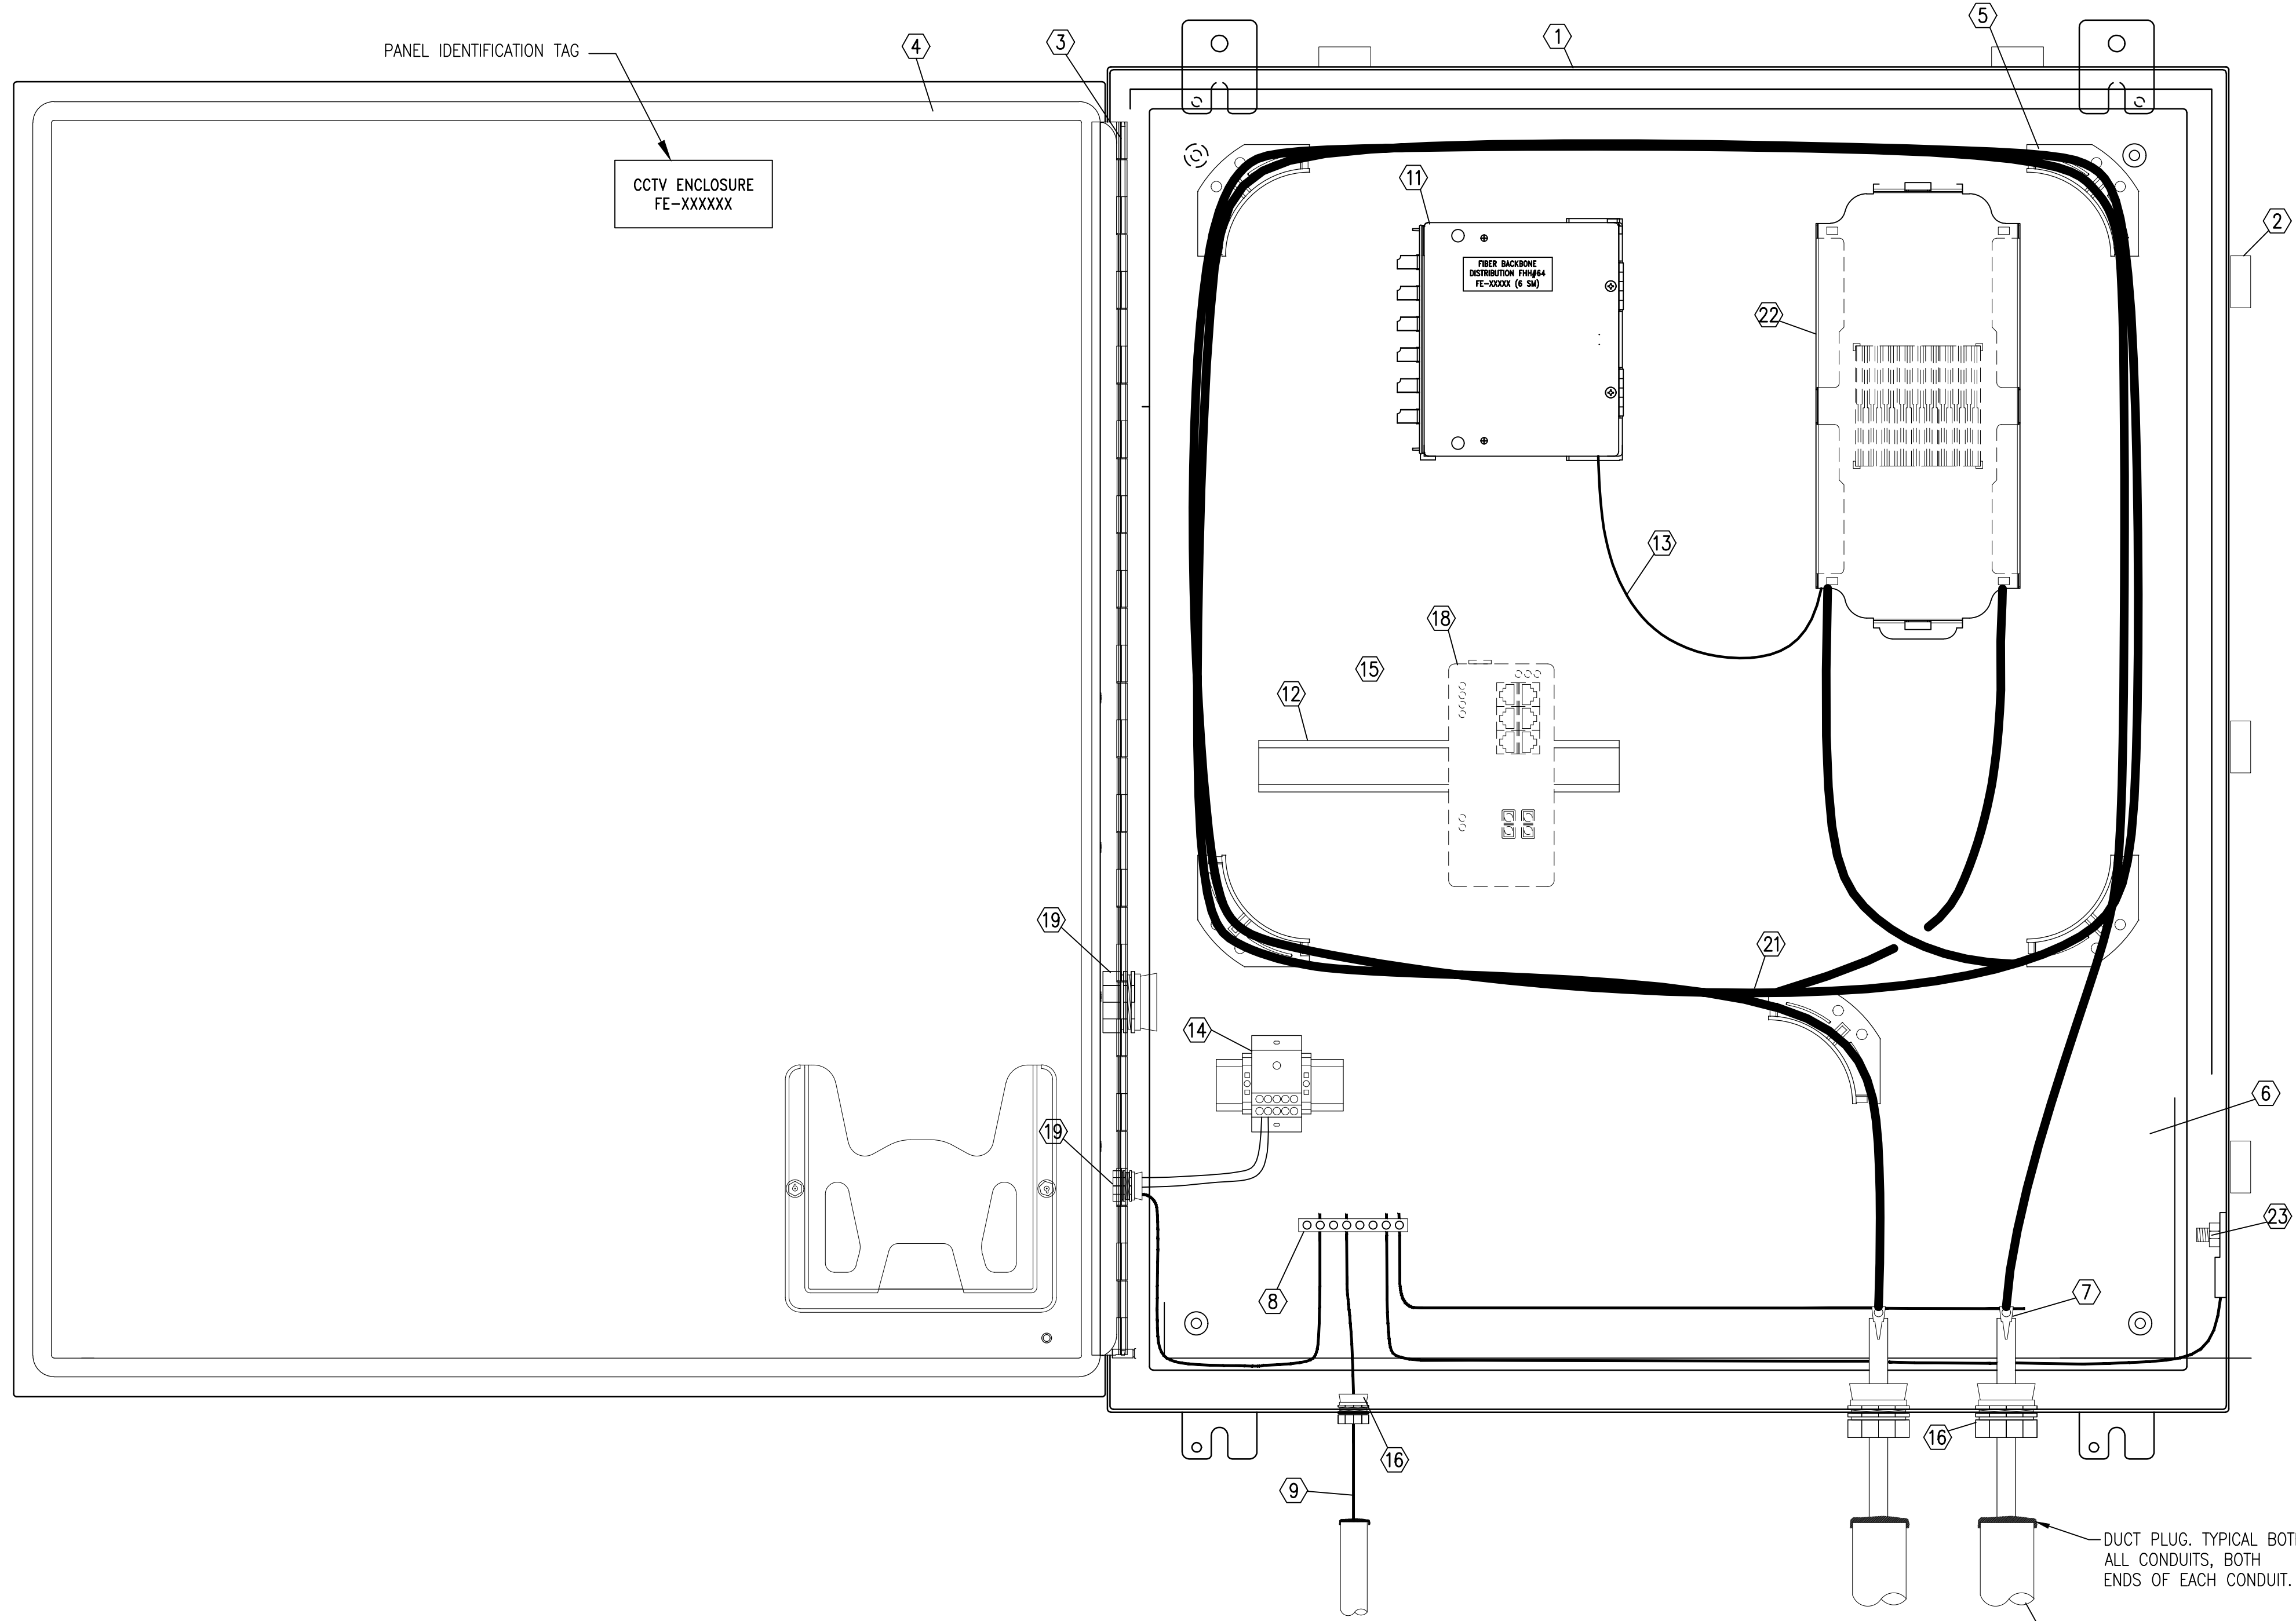 5
1
4
3
PANEL IDENTIFICATION TAG
CCTV ENCLOSURE
FE-XXXXXX
11
2
FIBER BACKBONE
DISTRIBUTION FHH#64
FE-XXXXX (6 SM)
22
13
18
15
12
19
21
14
6
19
23
8
7
16
16
9
DUCT PLUG. TYPICAL
ALL CONDUITS, BOTH
ENDS OF EACH CONDUIT.